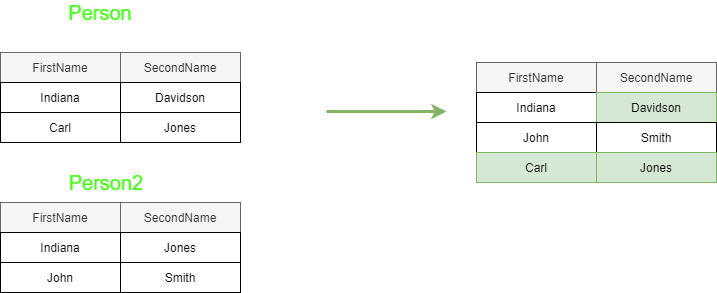 Person
FirstName SecondName
Indiana Davidson
Carl Jones
Person2
FirstName SecondName
Indiana Jones
John Smith
FirstName SecondName
Indiana Davidson
John Smith
Carl Jones